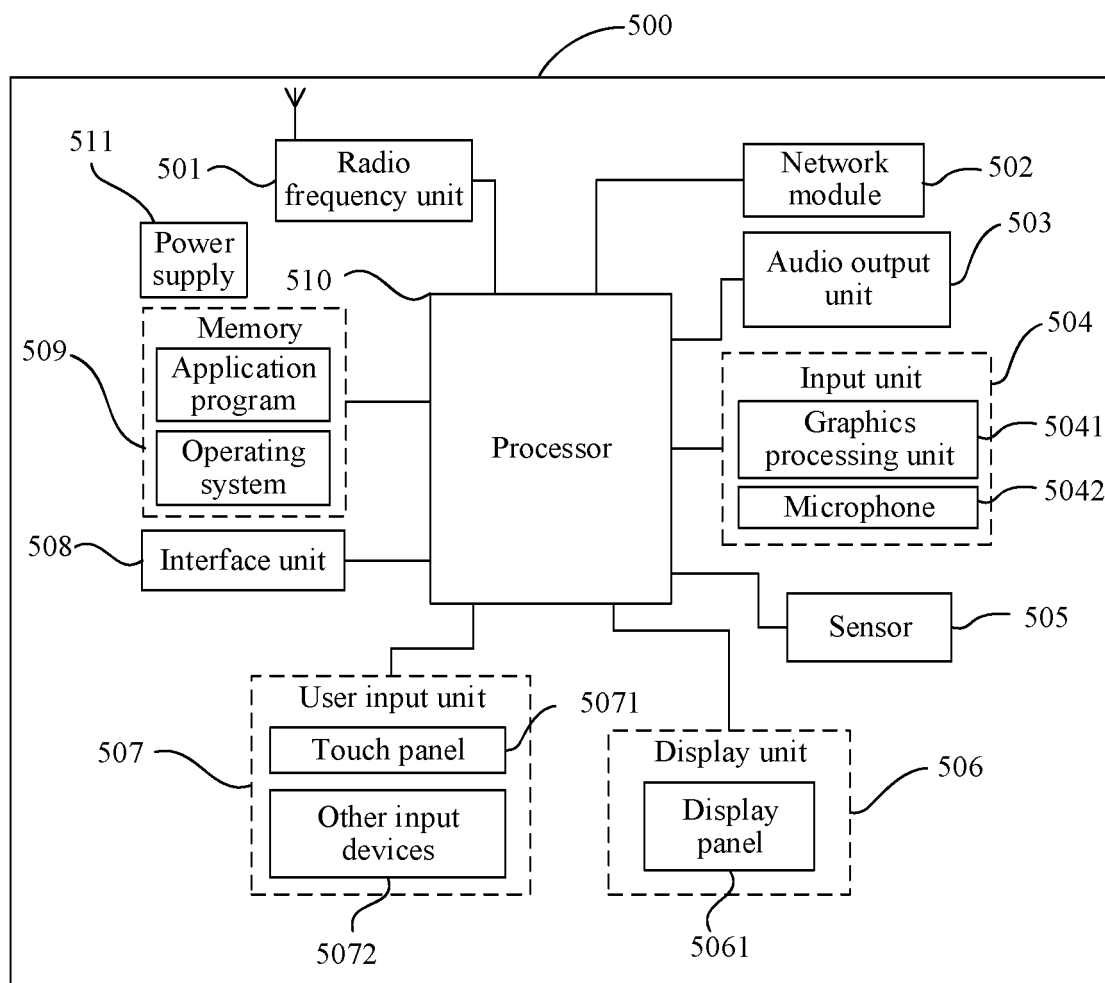 500
511
501
Radio
frequency unit
Network
module
502
Power
supply
503
Audio output
unit
510
504
Memory
509
Application
program
Operating
system
Processor
Input unit
Graphics
processing unit
5041
Microphone
5042
508
Interface unit
Sensor
505
User input unit
5071
507
Touch panel
Other input
devices
5072
Display unit
506
Display
panel
5061